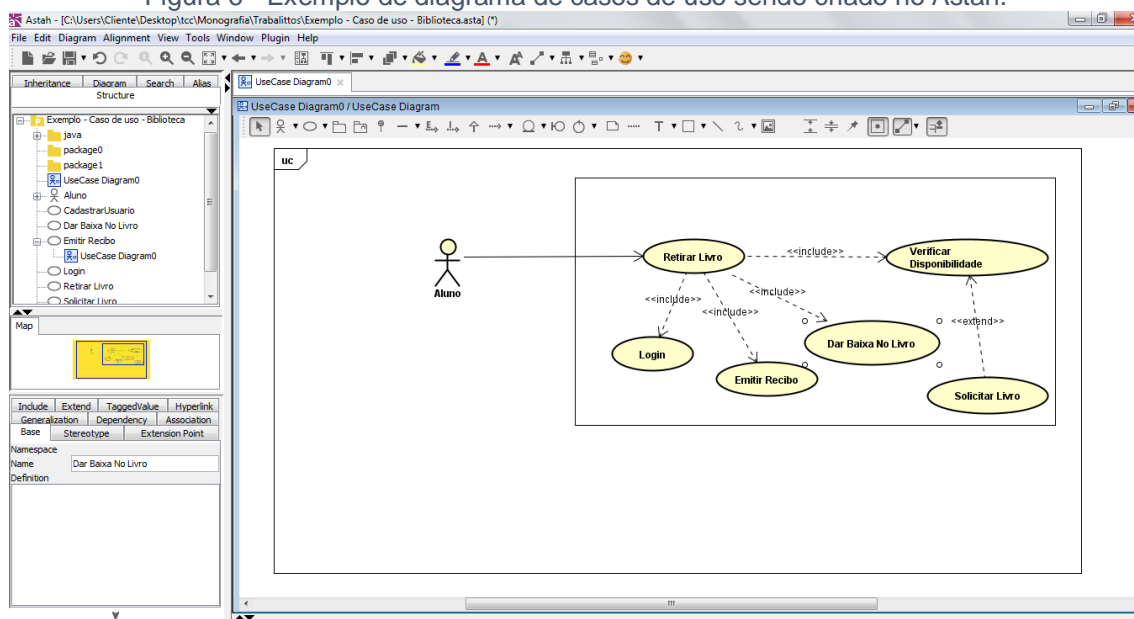 Figura 6 - Exemplo de diagrama de casos de uso sendo criado no Astah.
Astah - [C:\Users\Cliente\Desktop\tcc\Monografia\Trabalittos\Exemplo - Caso de uso - Biblioteca.asta] (*)
File Edit Diagram Alignment View Tools Window Plugin Help
Inheritance Diagram Search Alias
Structure
Exemplo - Caso de uso - Biblioteca
java
package0
package1
UseCase Diagram0
Aluno
CadastrarUsuario
Dar Baixa No Livro
Emitir Recibo
UseCase Diagram0
Login
Retirar Livro
Solicitar Livro
Map
Include Extend TaggedValue Hyperlink
Generalization Dependency Association
Base Stereotype Extension Point
Namespace
Name Dar Baixa No Livro
Definition
UseCase Diagram0
UseCase Diagram0 / UseCase Diagram
uc
Aluno
Retirar Livro
<<include>>
Verificar
Disponibilidade
<<include>>
<<include>>
<<include>>
<<extend>>
Login
Emitir Recibo
Dar Baixa No Livro
Solicitar Livro